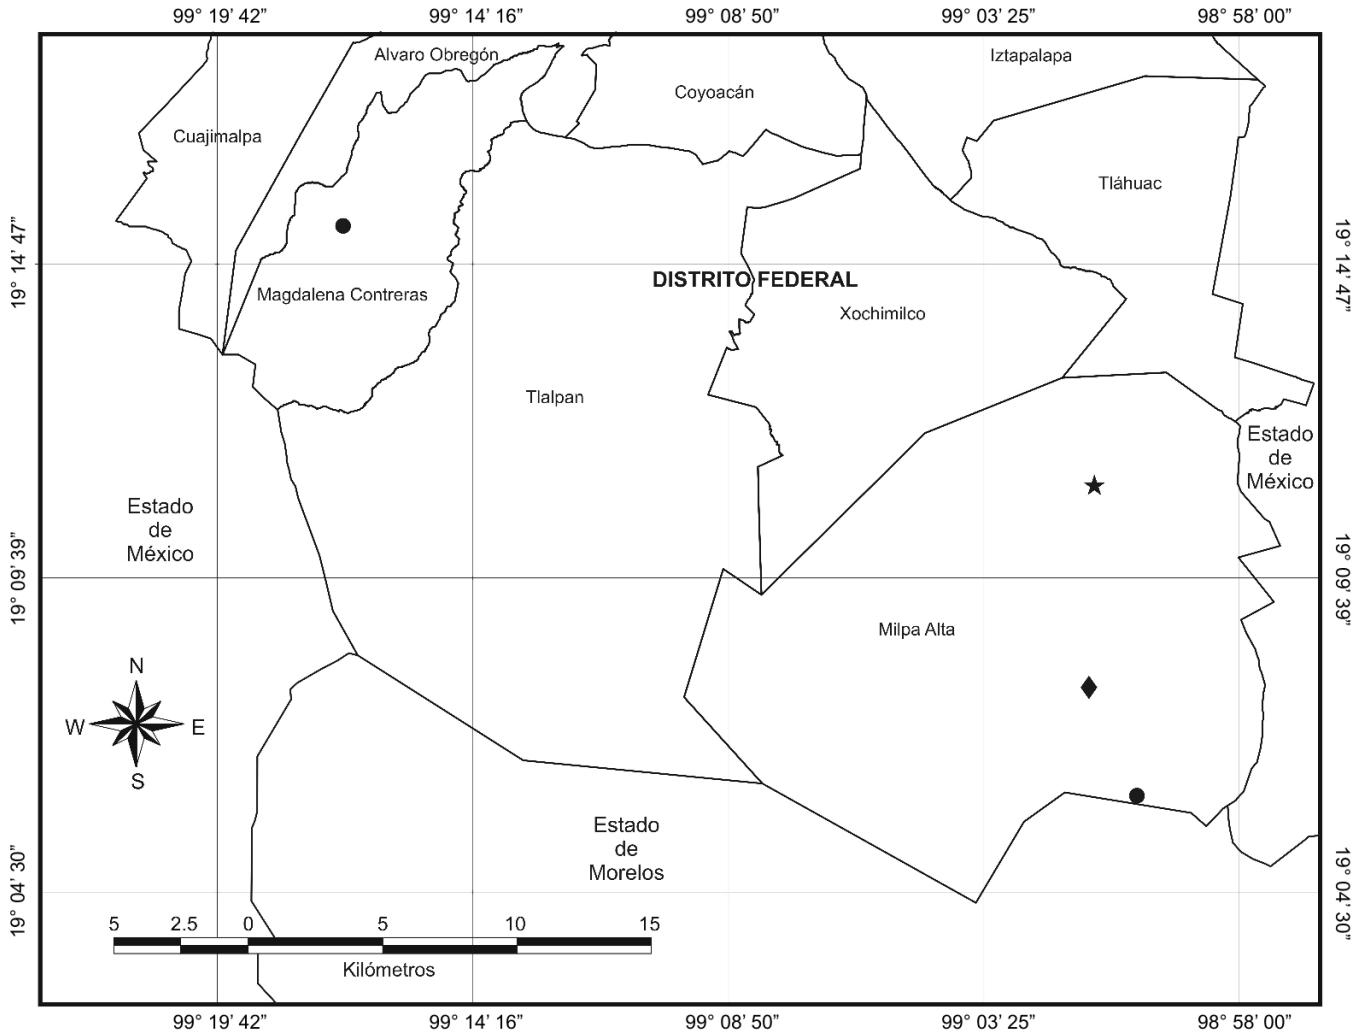 99° 19’ 42”
99° 14’ 16”
99° 08’ 50”
99° 03’ 25”
98° 58’ 00”
Alvaro Obregón
Iztapalapa
Coyoacán
Cuajimalpa
Tláhuac
19° 14’ 47”
19° 14’ 47”
DISTRITO FEDERAL
Magdalena Contreras
Xochimilco
Tlalpan
Estado
de
México
Estado
de
México
19° 09’ 39”
19° 09’ 39”
Milpa Alta
N
W
E
S
Estado
de
Morelos
19° 04’ 30”
19° 04’ 30”
5 2.5 0 5 10 15
Kilómetros
99° 19’ 42”
99° 14’ 16”
99° 08’ 50”
99° 03’ 25”
98° 58’ 00”